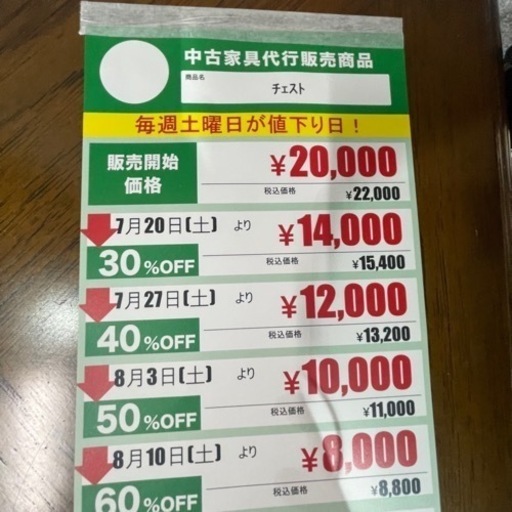 中古家具代行販売商品
商品名
チェスト
毎週土曜日が値下り日！
販売開始
価格
¥20,000
税込価格 ¥22,000
7月20日(土) より
30%OFF
¥14,000
税込価格 ¥15,400
7月27日(土) より
40%OFF
¥12,000
税込価格 ¥13,200
8月3日(土) より
50%OFF
¥10,000
税込価格 ¥11,000
8月10日(土) より
60%OFF
¥8,000
税込価格 ¥8,800